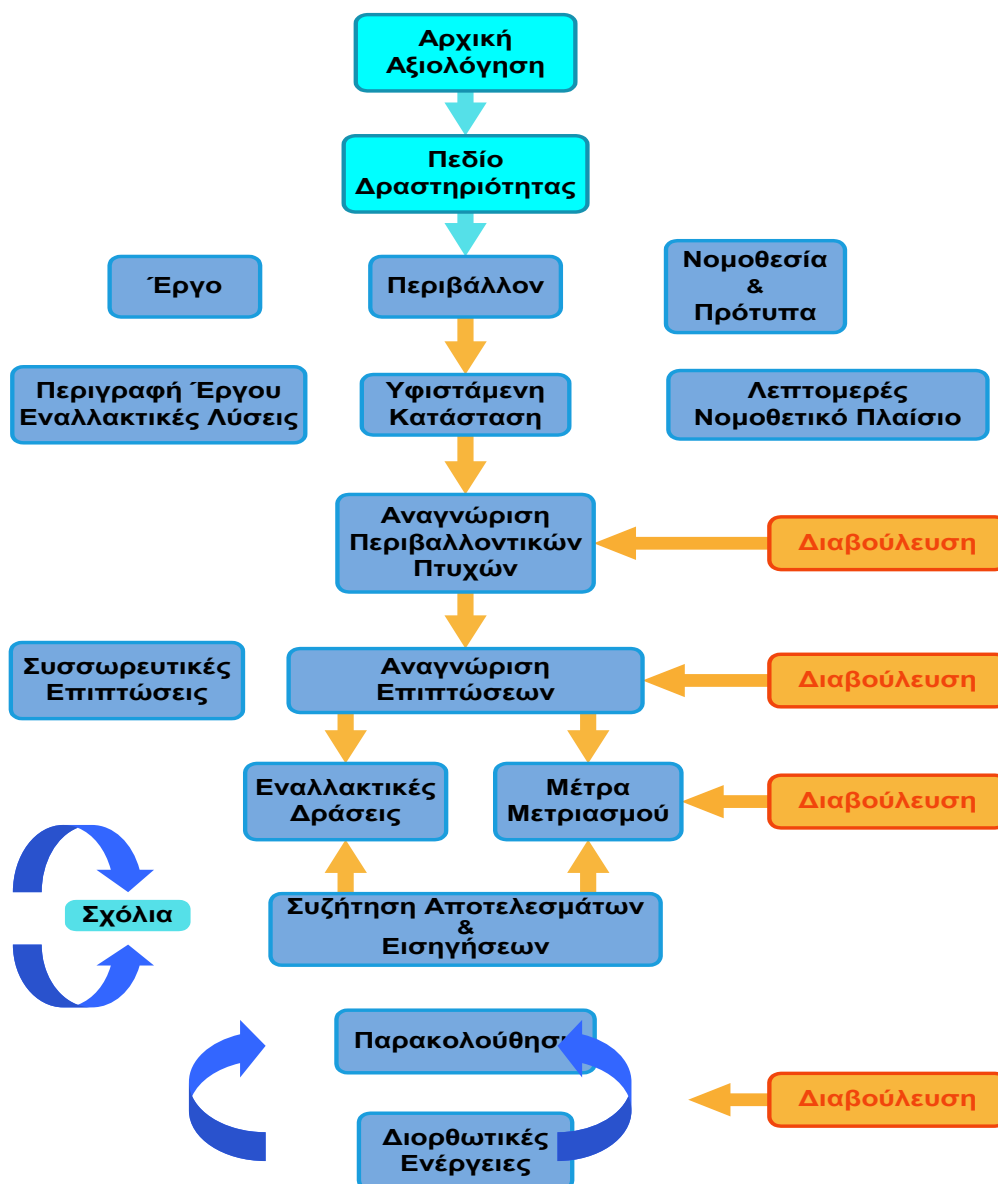 Αρχική
Αξιολόγηση
Πεδίο
Δραστηριότητας
Έργο
Περιβάλλον
Νομοθεσία
&
Πρότυπα
Περιγραφή Έργου
Εναλλακτικές Λύσεις
Υφιστάμενη
Κατάσταση
Λεπτομερές
Νομοθετικό Πλαίσιο
Αναγνώριση
Περιβαλλοντικών
Πτυχών
Διαβούλευση
Συσσωρευτικές
Επιπτώσεις
Αναγνώριση
Επιπτώσεων
Διαβούλευση
Εναλλακτικές
Δράσεις
Μέτρα
Μετριασμού
Διαβούλευση
Σχόλια
Συζήτηση Αποτελεσμάτων
&
Εισηγήσεων
Παρακολούθηση
Διορθωτικές
Ενέργειες
Διαβούλευση